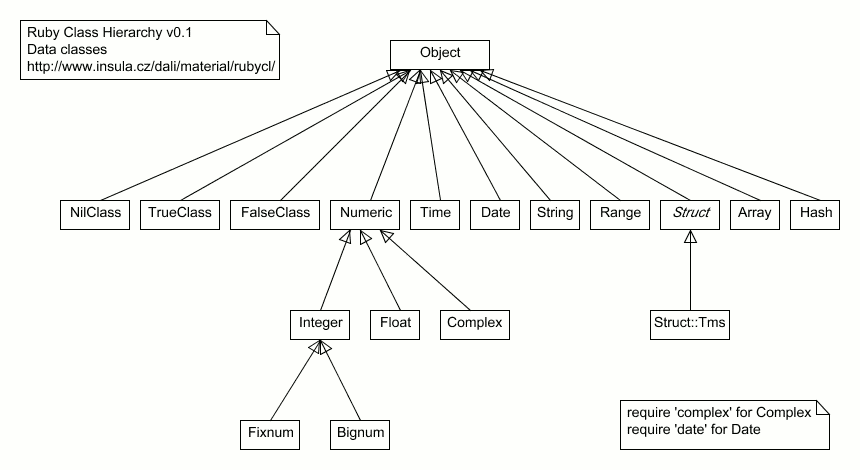 Ruby Class Hierarchy v0.1
Data classes
http://www.insula.cz/dali/material/rubycl/
Object
NilClass
TrueClass
FalseClass
Numeric
Time
Date
String
Range
Struct
Array
Hash
Integer
Float
Complex
Struct::Tms
Fixnum
Bignum
require 'complex' for Complex
require 'date' for Date